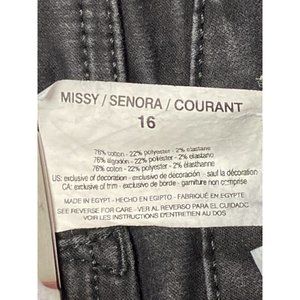 MISSY / SENORA / COURANT
16
76% cotton - 22% polyester - 2% elastane
76% algodon - 22% polyester - 2% elastano
76% coton - 22% polyester - 2% élasthanne
US: exclusive of decoration - exclusivo de decoración - sauf la décoration
CA: exclusive of trim - exclusivo de borde - garniture non comprise
MADE IN EGYPT - HECHO EN EGIPTO - FABRIQUÉ EN EGYPTE
SEE REVERSE FOR CARE - VER AL REVERSO PARA EL CUIDADO
VOIR LES INSTRUCTIONS D'ENTRETIEN AU DOS